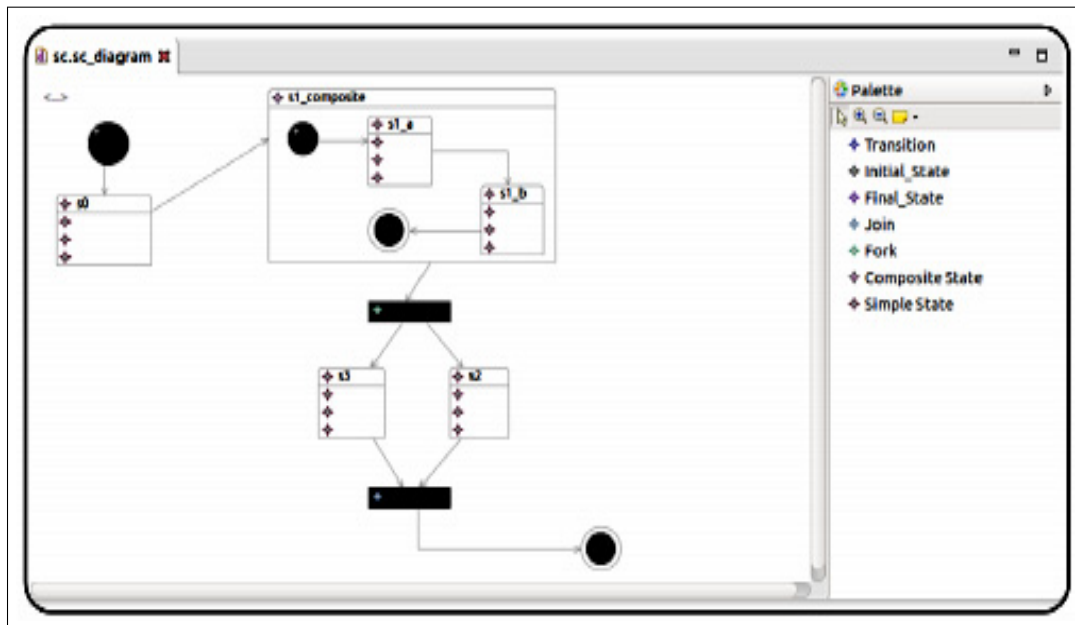 sc.sc_diagram
s1_composite
s1_a
s0
s1_b
s3
s2
Palette
Transition
Initial_State
Final_State
Join
Fork
Composite State
Simple State